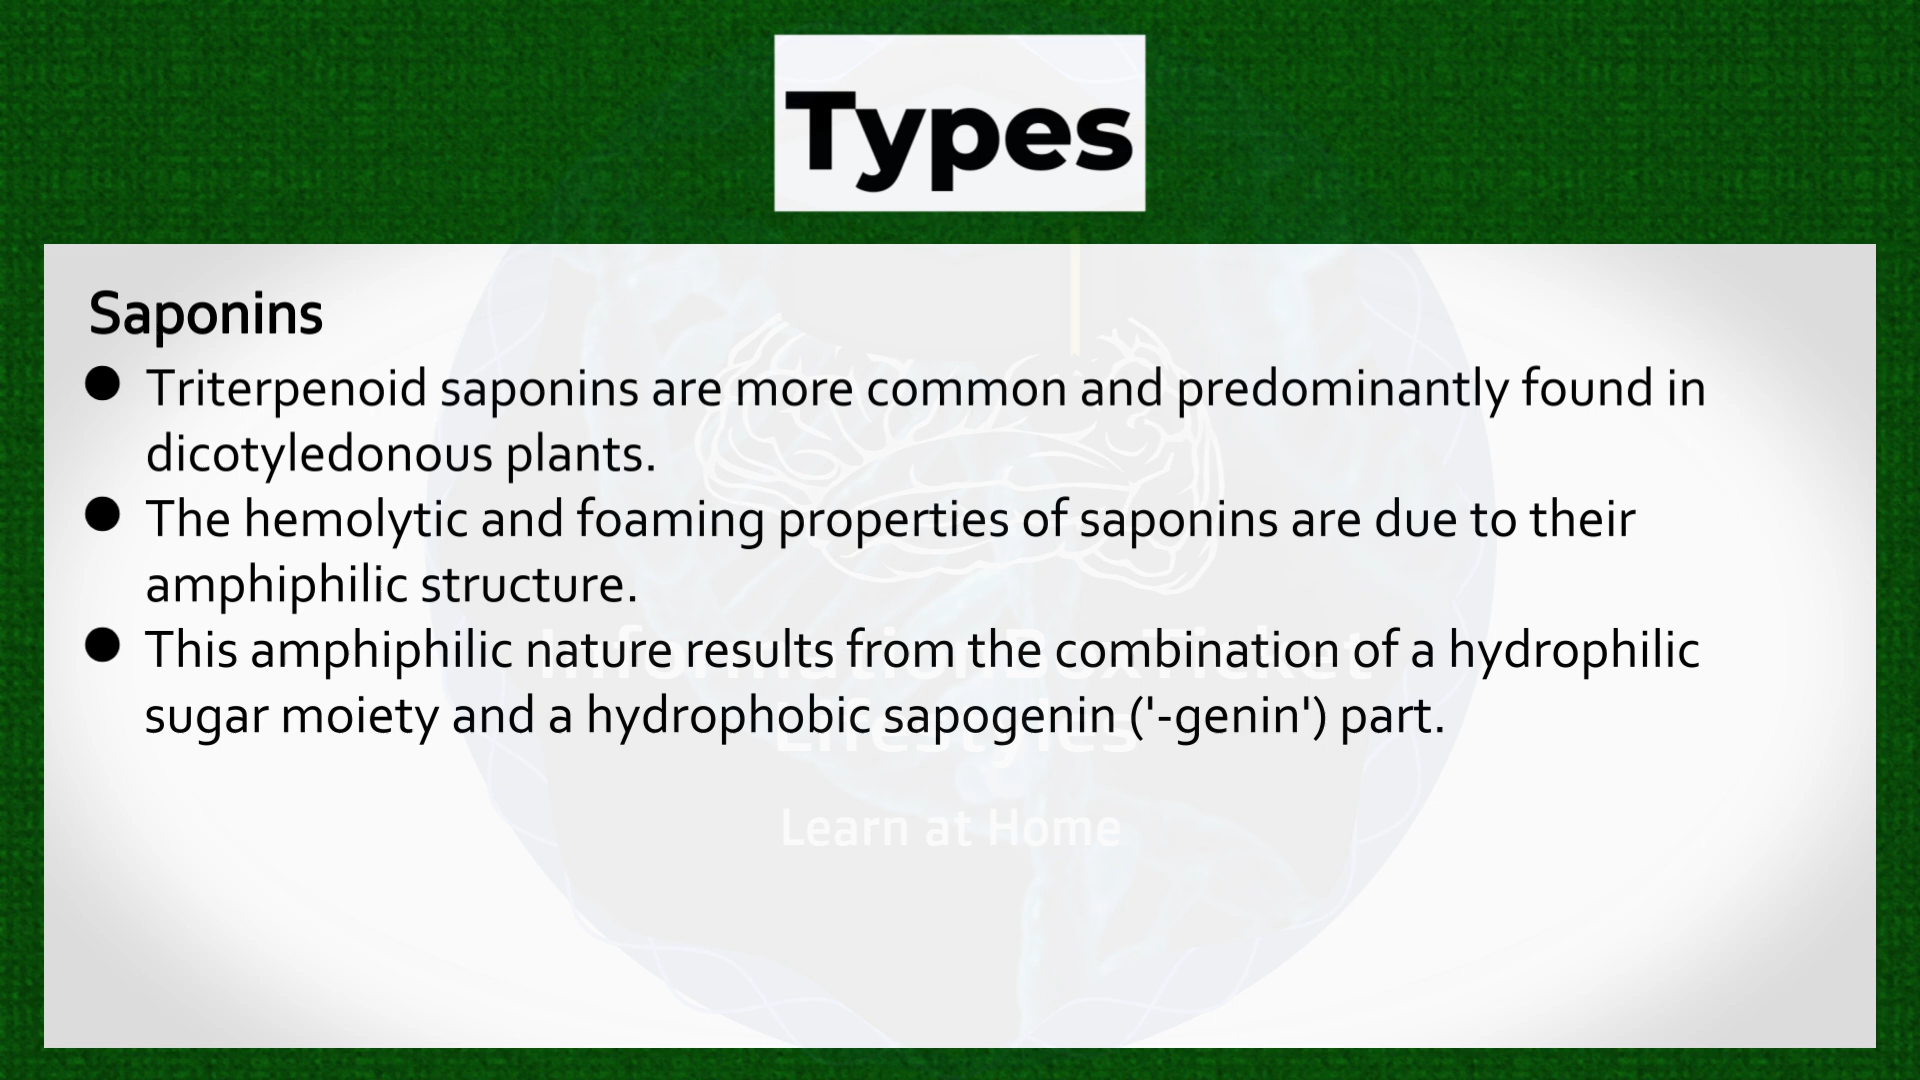 Types
Saponins
● Triterpenoid saponins are more common and predominantly found in
dicotyledonous plants.
● The hemolytic and foaming properties of saponins are due to their
amphiphilic structure.
● This amphiphilic nature results from the combination of a hydrophilic
InformationBoxTicket
sugar moiety and a hydrophobic sapogenin ('-genin') part.
Lifestyles
Learn at Home